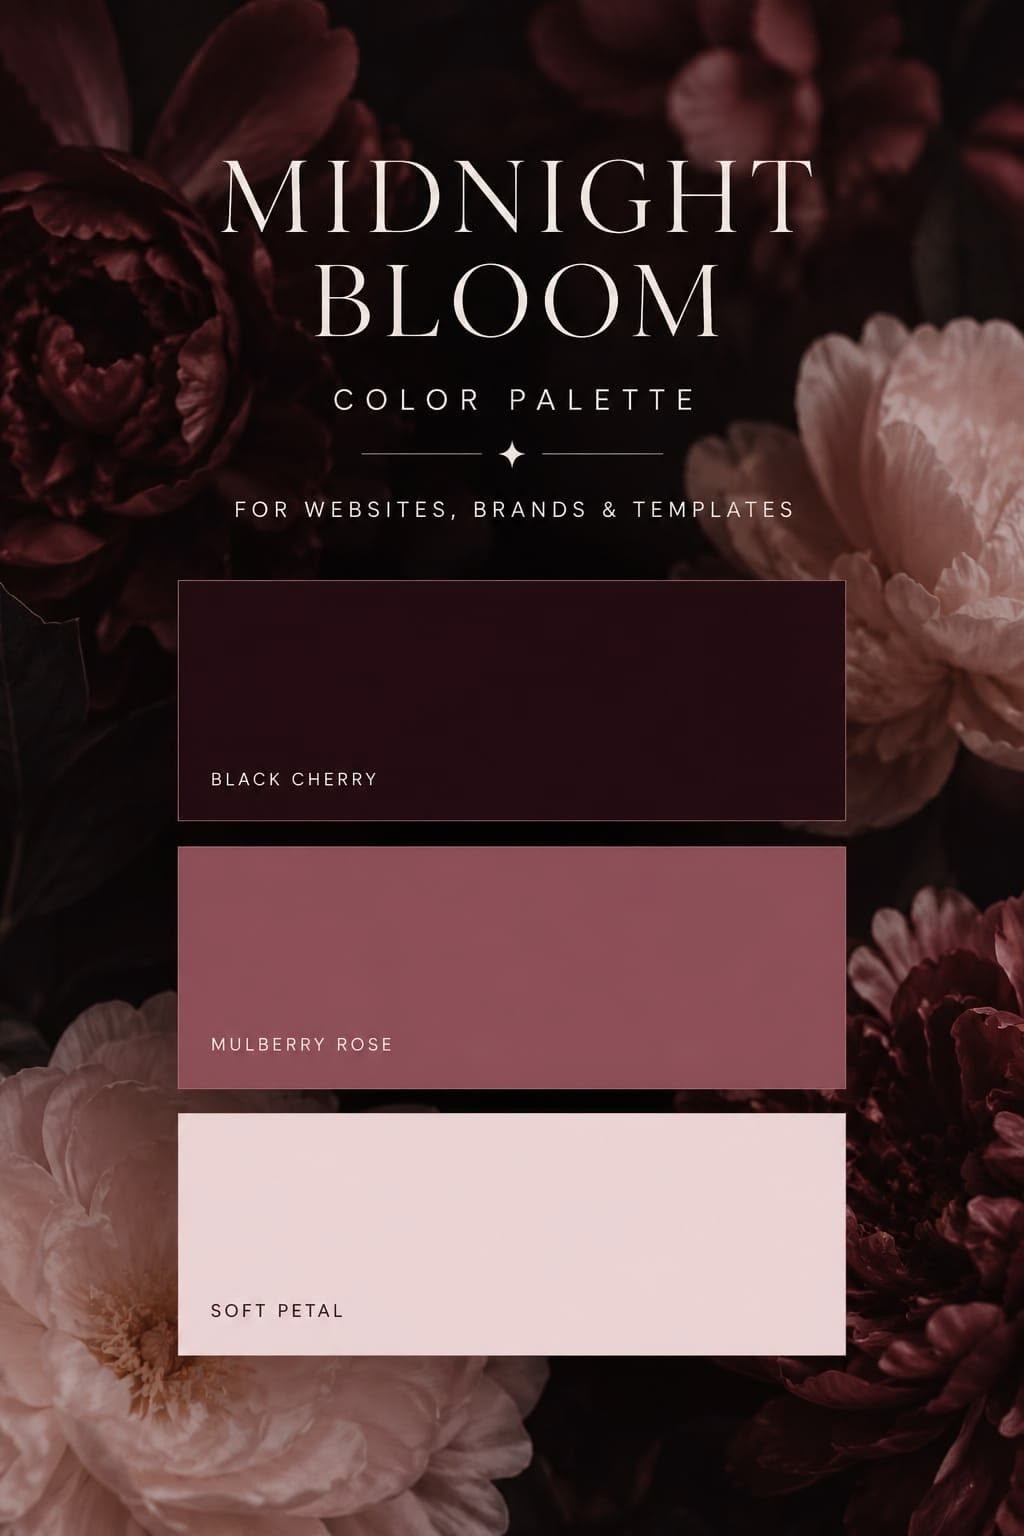 MIDNIGHT
BLOOM
COLOR PALETTE
FOR WEBSITES, BRANDS & TEMPLATES
BLACK CHERRY
MULBERRY ROSE
SOFT PETAL